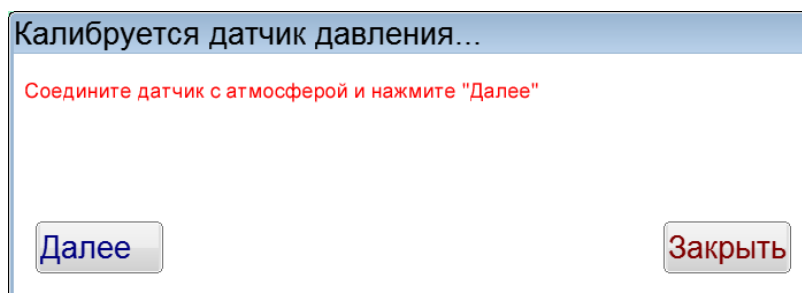 Калибруется датчик давления...
Соедините датчик с атмосферой и нажмите "Далее"
Далее
Закрыть